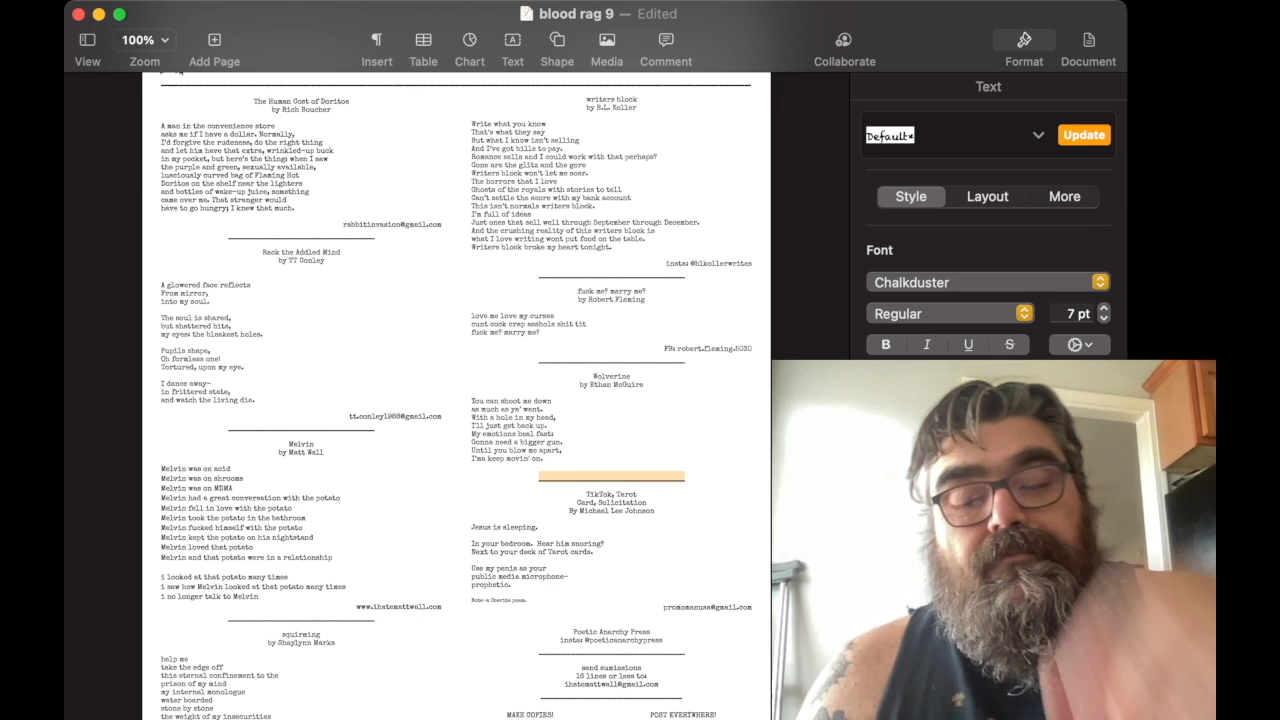 blood rag 9 — Edited
100%
View
Zoom
Add Page
Insert
Table
Chart
Text
Shape
Media
Comment
Collaborate
Format
Document
The Human Cost of Doritos
by Rich Boucher
A man in the convenience store
asks me if I have a dollar. Normally,
I'd forgive the rudeness, do the right thing
and let him have that extra, wrinkled-up buck
in my pocket, but here's the thing: when I saw
the purple and green, sexually available,
lusciously curved bag of Flaming Hot
Doritos on the shelf near the lighters
and bottles of wake-up juice, something
came over me. That stranger would
have to go hungry; I knew that much.
rabbitinvasion@gmail.com
Rack the Addled Mind
by TT Conley
A glowered face reflects
From mirror,
into my soul.
The soul is shared,
but shattered bits,
my eyes: the bleakest holes.
Pupils shape,
Oh formless one!
Tortured, upon my eye.
I dance away-
in frittered state,
and watch the living die.
tt.conley1988@gmail.com
Melvin
by Matt Wall
Melvin was on acid
Melvin was on shrooms
Melvin was on MDMA
Melvin had a great conversation with the potato
Melvin fell in love with the potato
Melvin took the potato in the bathroom
Melvin fucked himself with the potato
Melvin kept the potato on his nightstand
Melvin loved that potato
Melvin and that potato were in a relationship
i looked at that potato many times
i saw how Melvin looked at that potato many times
i no longer talk to Melvin
www.ihatemattwall.com
squirming
by Shaylynn Marks
help me
take the edge off
this eternal confinement to the
prison of my mind
my internal monologue
water boarded
stone by stone
the weight of my insecurities
writers block
by B.L. Koller
Write what you know
That's what they say
But what I know isn't selling
And I've got bills to pay.
Romance sells and I could work with that perhaps?
Gone are the glitz and the gore
Writers block won't let me soar.
The horrors that I love
Ghosts of the royals with stories to tell
Can't settle the score with my bank account
This isn't normals writers block.
I'm full of ideas
Just ones that sell well through September through December.
And the crushing reality of this writers block is
what I love writing wont put food on the table.
Writers block broke my heart tonight.
insta: @blkollerwrites
fuck me? marry me?
by Robert Fleming
love me love my curses
cunt cock crap asshole shit tit
fuck me? marry me?
FB: robert.fleming.5030
Wolverine
by Ethan McGuire
You can shoot me down
as much as ya' want.
With a hole in my head,
I'll just get back up.
My emotions heal fast:
Gonna need a bigger gun.
Until you blow me apart,
I'ma keep movin' on.
TikTok, Tarot
Card, Solicitation
By Michael Lee Johnson
Jesus is sleeping.
In your bedroom. Hear him snoring?
Next to your deck of Tarot cards.
Use my penis as your
public media microphone-
prophetic.
promomanusa@gmail.com
Poetic Anarchy Press
insta: @poeticanarchypress
send sumissions
16 lines or less to:
ihatemattwall@gmail.com
MAKE COPIES!
POST EVERYWHERE!
Text
Default*
Update
Style
Layout
More
Font
Chalkduster
Regular
7 pt
B
I
U
S